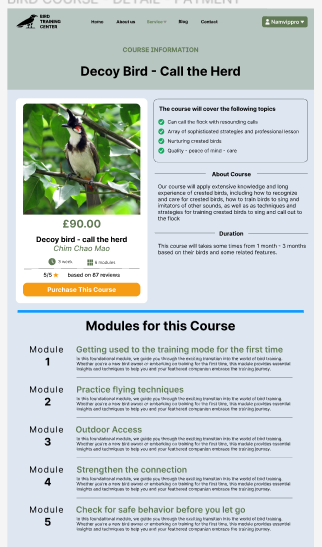 BIRD COURSE - DETAIL - PAYMENT
BIRD
TRAINING
CENTER
Home
About us
Service
Blog
Contact
Namvippro
COURSE INFORMATION
Decoy Bird - Call the Herd
£90.00
Decoy bird - call the herd
Chim Chao Mao
3 week
6 modules
5/5
based on 87 reviews
Purchase This Course
The course will cover the following topics
Can call the flock with resounding calls
Array of sophisticated strategies and professional lesson
Nurturing crested birds
Quality - peace of mind - care
About Course
Our course will apply extensive knowledge and long
experience of crested birds, including how to recognize
and care for crested birds, how to train birds to sing and
imitators of other sounds, as well as as techniques and
strategies for training crested birds to sing and call out to
the flock
Duration
This course will takes some times from 1 month - 3 months
based on their birds and some related features.
Modules for this Course
Module
1
Getting used to the training mode for the first time
In this foundational module, we guide you through the exciting transition into the world of bird training.
Whether you're a new bird owner or embarking on training for the first time, this module provides essential
insights and techniques to help you and your feathered companion embrace the training journey.
Module
2
Practice flying techniques
In this foundational module, we guide you through the exciting transition into the world of bird training.
Whether you're a new bird owner or embarking on training for the first time, this module provides essential
insights and techniques to help you and your feathered companion embrace the training journey.
Module
3
Outdoor Access
In this foundational module, we guide you through the exciting transition into the world of bird training.
Whether you're a new bird owner or embarking on training for the first time, this module provides essential
insights and techniques to help you and your feathered companion embrace the training journey.
Module
4
Strengthen the connection
In this foundational module, we guide you through the exciting transition into the world of bird training.
Whether you're a new bird owner or embarking on training for the first time, this module provides essential
insights and techniques to help you and your feathered companion embrace the training journey.
Module
5
Check for safe behavior before you let go
In this foundational module, we guide you through the exciting transition into the world of bird training.
Whether you're a new bird owner or embarking on training for the first time, this module provides essential
insights and techniques to help you and your feathered companion embrace the training journey.